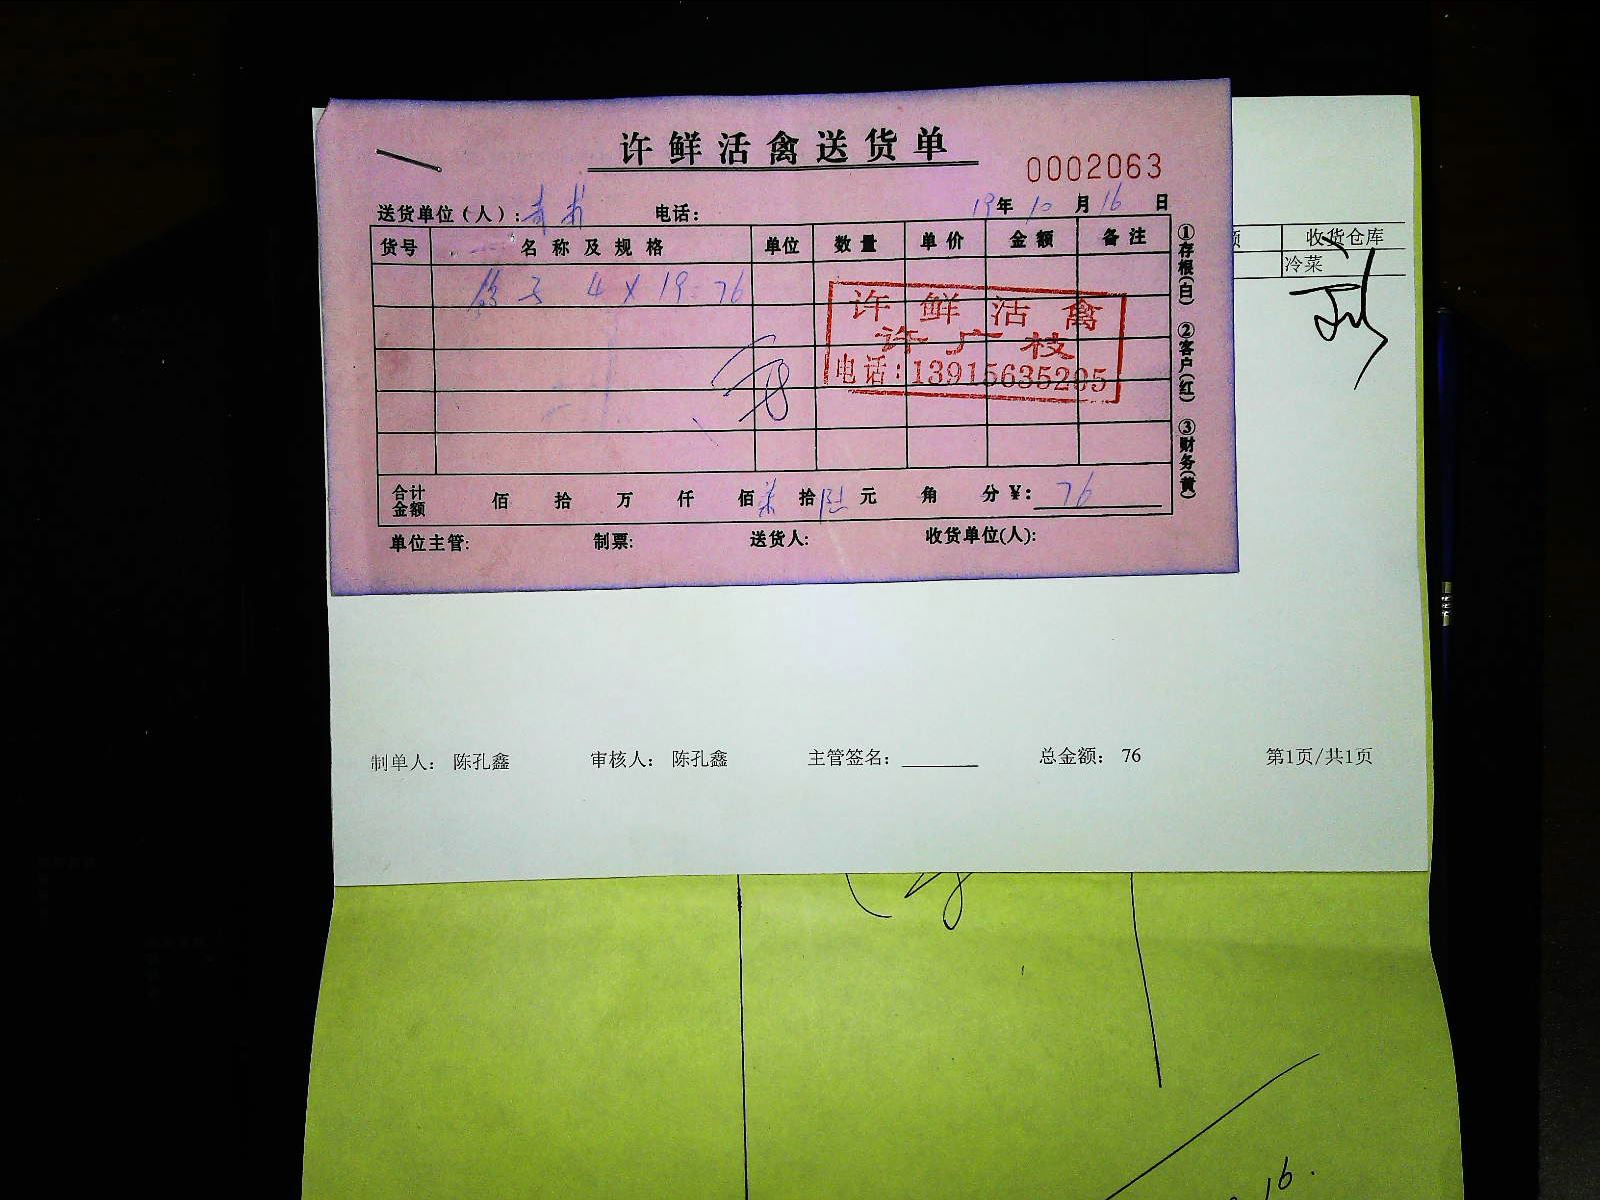 许鲜活禽送货单
0002063
送货单位（人）： 电话： 19年 10月 16日
货号 名称及规格 单位 数量 单价 金额 备注
4 X 19 = 76
许鲜活禽
许广枝
电话：13915635205
合计金额 佰 拾 万 仟 佰 柒拾 陆元 角 分 ¥： 76
单位主管： 制票： 送货人： 收货单位(人)：
①存根(白) ②客户(红) ③财务(黄)
额 收货仓库
冷菜
制单人： 陈孔鑫 审核人： 陈孔鑫 主管签名： 总金额： 76 第1页/共1页
16.